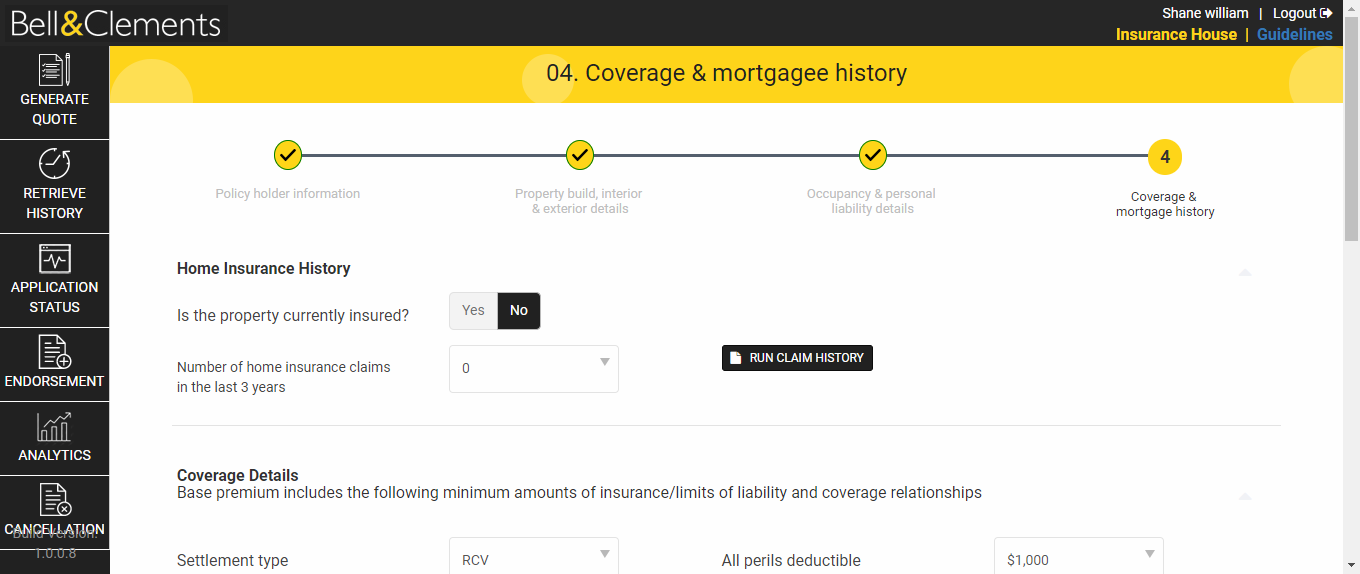 Bell&Clements
Shane william | Logout
Insurance House | Guidelines
GENERATE
QUOTE
RETRIEVE
HISTORY
APPLICATION
STATUS
ENDORSEMENT
ANALYTICS
CANCELLATION
Build Version:
1.0.0.8
04. Coverage & mortgagee history
4
Policy holder information
Property build, interior
& exterior details
Occupancy & personal
liability details
Coverage &
mortgage history
Home Insurance History
Is the property currently insured?
Yes No
Number of home insurance claims
in the last 3 years
0
RUN CLAIM HISTORY
Coverage Details
Base premium includes the following minimum amounts of insurance/limits of liability and coverage relationships
Settlement type
RCV
All perils deductible
$1,000